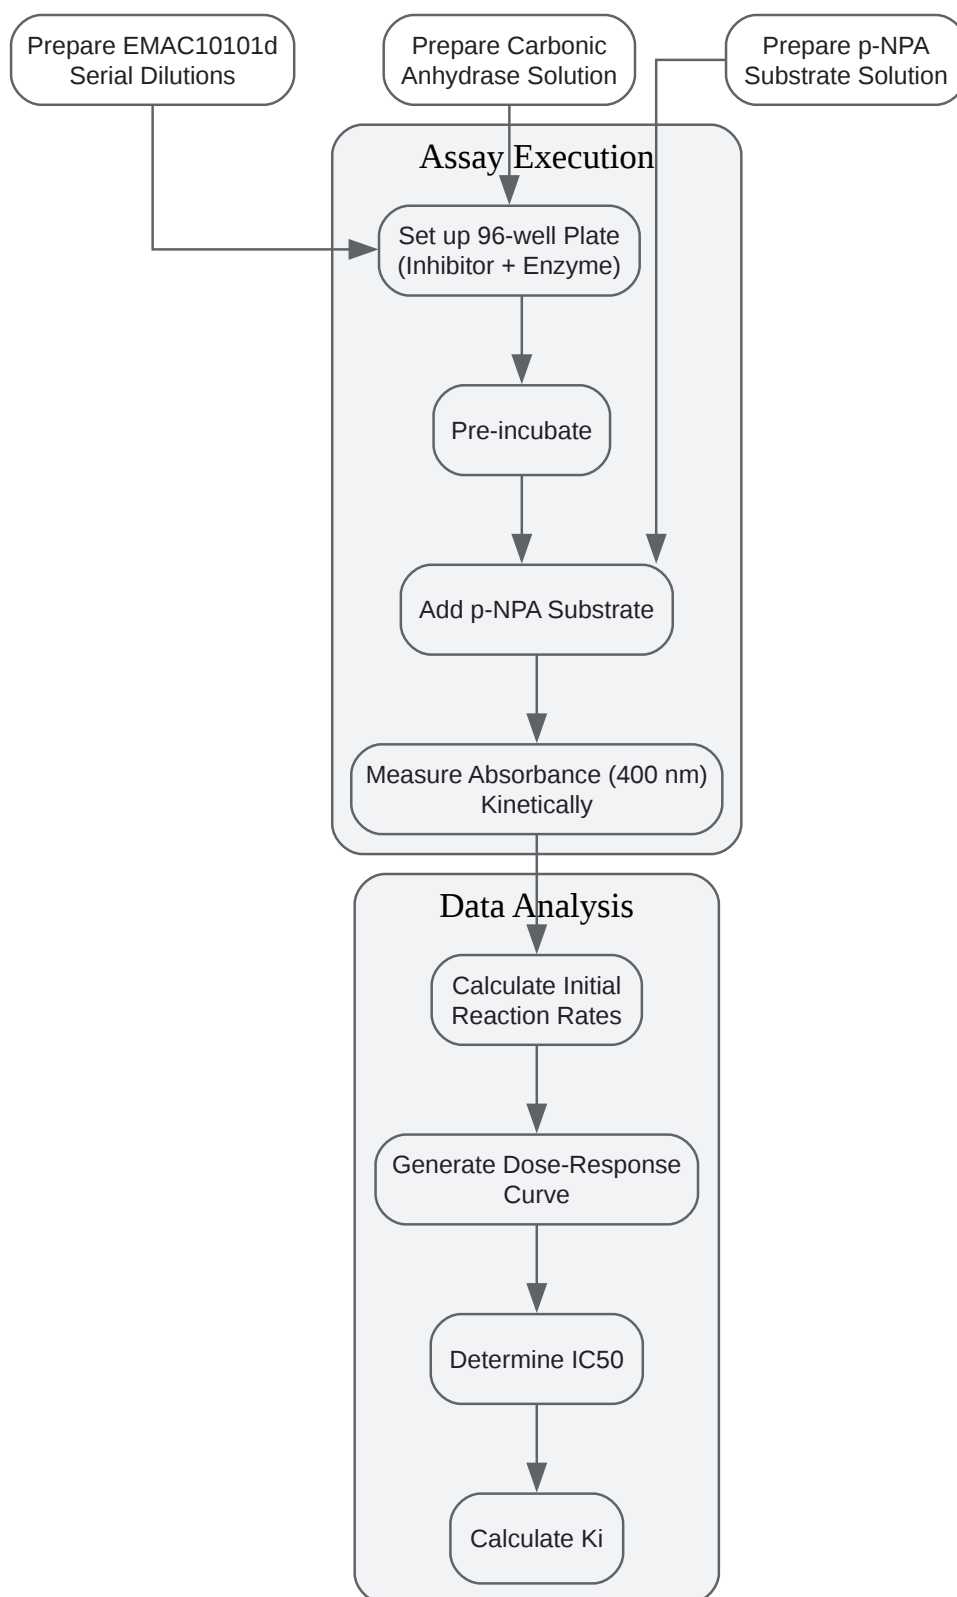 Prepare EMAC10101d
Serial Dilutions
Prepare Carbonic
Anhydrase Solution
Prepare p-NPA
Substrate Solution
Assay Execution
Set up 96-well Plate
(Inhibitor + Enzyme)
Pre-incubate
Add p-NPA Substrate
Measure Absorbance (400 nm)
Kinetically
Data Analysis
Calculate Initial
Reaction Rates
Generate Dose-Response
Curve
Determine IC50
Calculate Ki